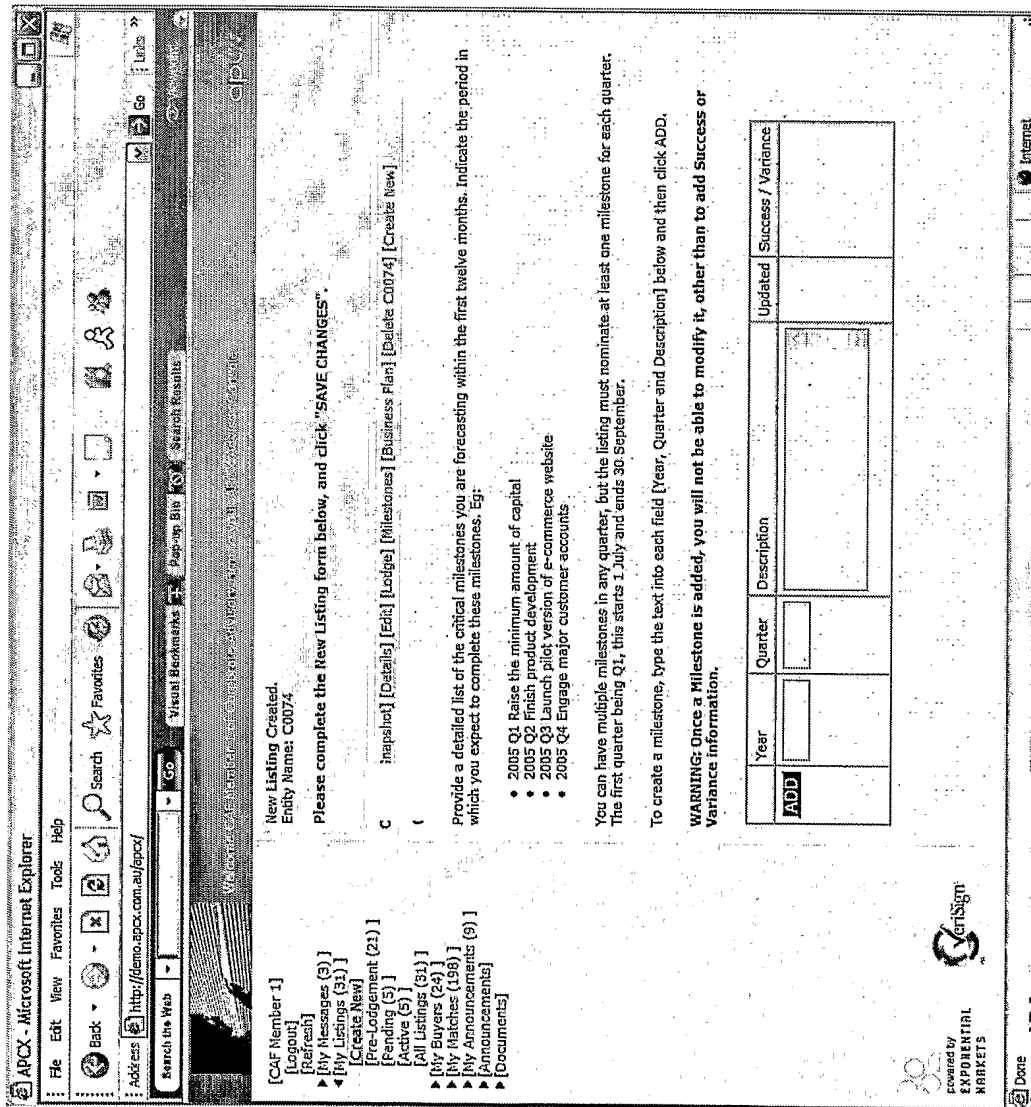 APCX - Microsoft Internet Explorer
File Edit View Favorites Tools Help
Back Search Favorites
Address http://demo.apcx.com.au/apcx/ Go Links »
Search the Web Go Visual Bookmarks Pop-up Bin Search Results
New Listing Created.
Entity Name: C0074
Please complete the New Listing form below, and click "SAVE CHANGES".
[CAF Member 1]
[Logout]
[Refresh]
[My Messages (3) ]
[My Listings (31) ]
[Create New]
[Pre-Lodgement (21) ]
[Pending (5) ]
[Active (5) ]
[All Listings (31) ]
[My Buyers (24) ]
[My Matches (198) ]
[My Announcements (9) ]
[Announcements]
[Documents]
C inapshot] [Details] [Edit] [Lodge] [Milestones] [Business Plan] [Delete C0074] [Create New]
(
Provide a detailed list of the critical milestones you are forecasting within the first twelve months. Indicate the period in
which you expect to complete these milestones. Eg:
• 2005 Q1 Raise the minimum amount of capital
• 2005 Q2 Finish product development
• 2005 Q3 Launch pilot version of e-commerce website
• 2005 Q4 Engage major customer accounts
You can have multiple milestones in any quarter, but the listing must nominate at least one milestone for each quarter.
The first quarter being Q1, this starts 1 July and ends 30 September.
To create a milestone, type the text into each field [Year, Quarter and Description] below and then click ADD.
WARNING: Once a Milestone is added, you will not be able to modify it, other than to add Success or
Variance information.
Year Quarter Description Updated Success / Variance
ADD
powered by
EXPONENTIAL
MARKETS
VeriSign
Done Internet